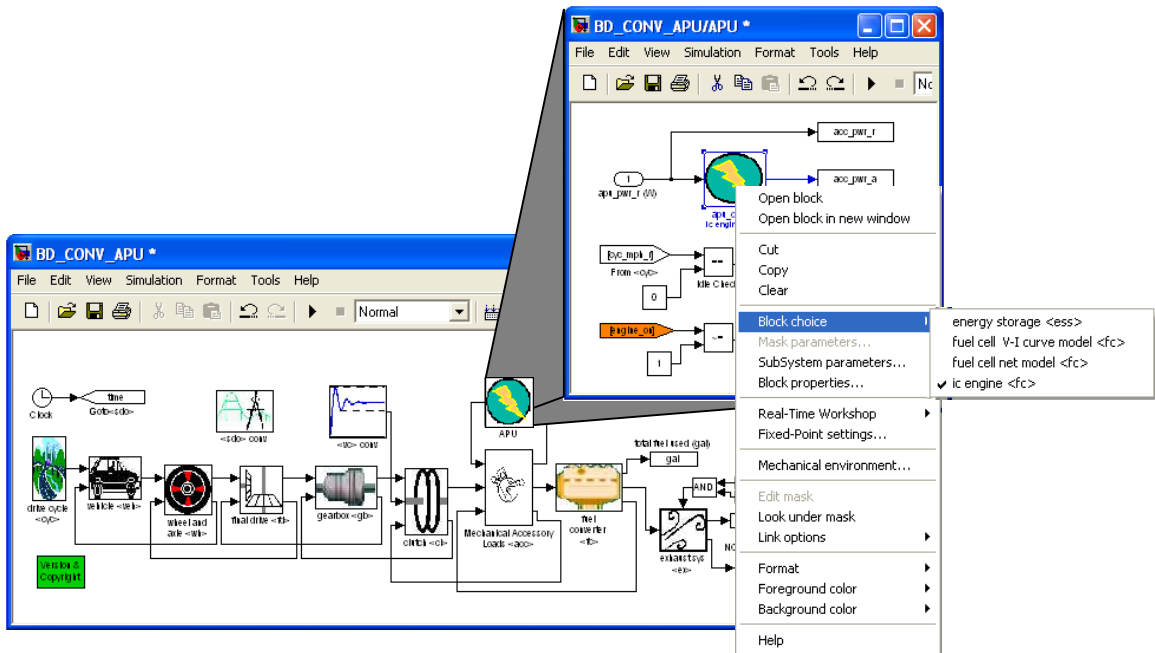 BD_CONV_APU/APU *
File Edit View Simulation Format Tools Help
acc_pwr_r
1
apu_pwr_r (W)
acc_pwr_a
ic engin
[cyc_mph_r]
From <cyc>
==
Idle Check
0
[engine_on]
~=
1
Open block
Open block in new window
Cut
Copy
Clear
Block choice
Mask parameters...
SubSystem parameters...
Block properties...
Real-Time Workshop
Fixed-Point settings...
Mechanical environment...
Edit mask
Look under mask
Link options
Format
Foreground color
Background color
Help
energy storage <ess>
fuel cell V-I curve model <fc>
fuel cell net model <fc>
ic engine <fc>
BD_CONV_APU *
File Edit View Simulation Format Tools Help
Normal
Clock
time
Goto<sdo>
<sdo> conv
<vc> conv
APU
total fuel used (gal)
gal
AND
drive cycle
<cyc>
vehicle <veh>
wheel and
axle <wh>
final drive <fd>
gearbox <gb>
clutch <cl>
Mechanical Accessory
Loads <acc>
fuel
converter
<fc>
exhaust sys
<ex>
Version &
Copyright